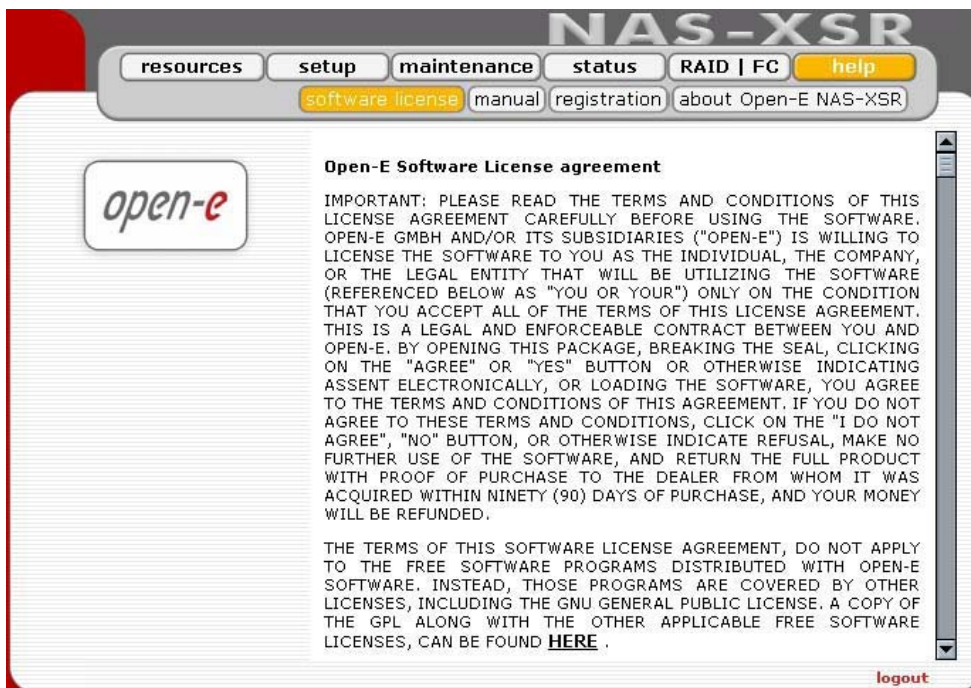 NAS-XSR
resources setup maintenance status RAID | FC help
software license manual registration about Open-E NAS-XSR
open-e
Open-E Software License agreement
IMPORTANT: PLEASE READ THE TERMS AND CONDITIONS OF THIS
LICENSE AGREEMENT CAREFULLY BEFORE USING THE SOFTWARE.
OPEN-E GMBH AND/OR ITS SUBSIDIARIES ("OPEN-E") IS WILLING TO
LICENSE THE SOFTWARE TO YOU AS THE INDIVIDUAL, THE COMPANY,
OR THE LEGAL ENTITY THAT WILL BE UTILIZING THE SOFTWARE
(REFERENCED BELOW AS "YOU OR YOUR") ONLY ON THE CONDITION
THAT YOU ACCEPT ALL OF THE TERMS OF THIS LICENSE AGREEMENT.
THIS IS A LEGAL AND ENFORCEABLE CONTRACT BETWEEN YOU AND
OPEN-E. BY OPENING THIS PACKAGE, BREAKING THE SEAL, CLICKING
ON THE "AGREE" OR "YES" BUTTON OR OTHERWISE INDICATING
ASSENT ELECTRONICALLY, OR LOADING THE SOFTWARE, YOU AGREE
TO THE TERMS AND CONDITIONS OF THIS AGREEMENT. IF YOU DO NOT
AGREE TO THESE TERMS AND CONDITIONS, CLICK ON THE "I DO NOT
AGREE", "NO" BUTTON, OR OTHERWISE INDICATE REFUSAL, MAKE NO
FURTHER USE OF THE SOFTWARE, AND RETURN THE FULL PRODUCT
WITH PROOF OF PURCHASE TO THE DEALER FROM WHOM IT WAS
ACQUIRED WITHIN NINETY (90) DAYS OF PURCHASE, AND YOUR MONEY
WILL BE REFUNDED.
THE TERMS OF THIS SOFTWARE LICENSE AGREEMENT, DO NOT APPLY
TO THE FREE SOFTWARE PROGRAMS DISTRIBUTED WITH OPEN-E
SOFTWARE. INSTEAD, THOSE PROGRAMS ARE COVERED BY OTHER
LICENSES, INCLUDING THE GNU GENERAL PUBLIC LICENSE. A COPY OF
THE GPL ALONG WITH THE OTHER APPLICABLE FREE SOFTWARE
LICENSES, CAN BE FOUND HERE .
logout